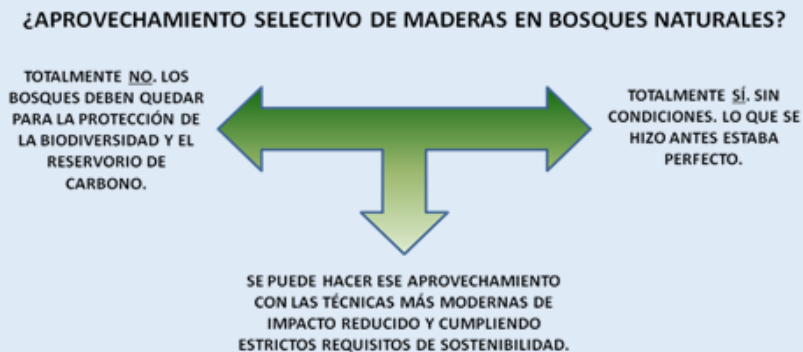 ¿APROVECHAMIENTO SELECTIVO DE MADERAS EN BOSQUES NATURALES?
TOTALMENTE NO. LOS
BOSQUES DEBEN QUEDAR
PARA LA PROTECCIÓN DE
LA BIODIVERSIDAD Y EL
RESERVORIO DE
CARBONO.
TOTALMENTE SÍ. SIN
CONDICIONES. LO QUE SE
HIZO ANTES ESTABA
PERFECTO.
SE PUEDE HACER ESE APROVECHAMIENTO
CON LAS TÉCNICAS MÁS MODERNAS DE
IMPACTO REDUCIDO Y CUMPLIENDO
ESTRICTOS REQUISITOS DE SOSTENIBILIDAD.